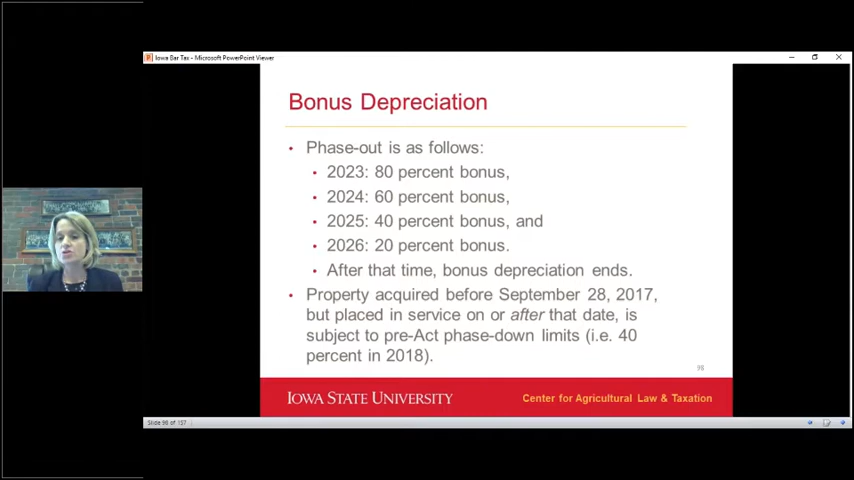 Iowa Bar Tax - Microsoft PowerPoint Viewer
Bonus Depreciation
• Phase-out is as follows:
• 2023: 80 percent bonus,
• 2024: 60 percent bonus,
• 2025: 40 percent bonus, and
• 2026: 20 percent bonus.
• After that time, bonus depreciation ends.
• Property acquired before September 28, 2017,
but placed in service on or after that date, is
subject to pre-Act phase-down limits (i.e. 40
percent in 2018).
98
IOWA STATE UNIVERSITY
Center for Agricultural Law & Taxation
Slide 98 of 137